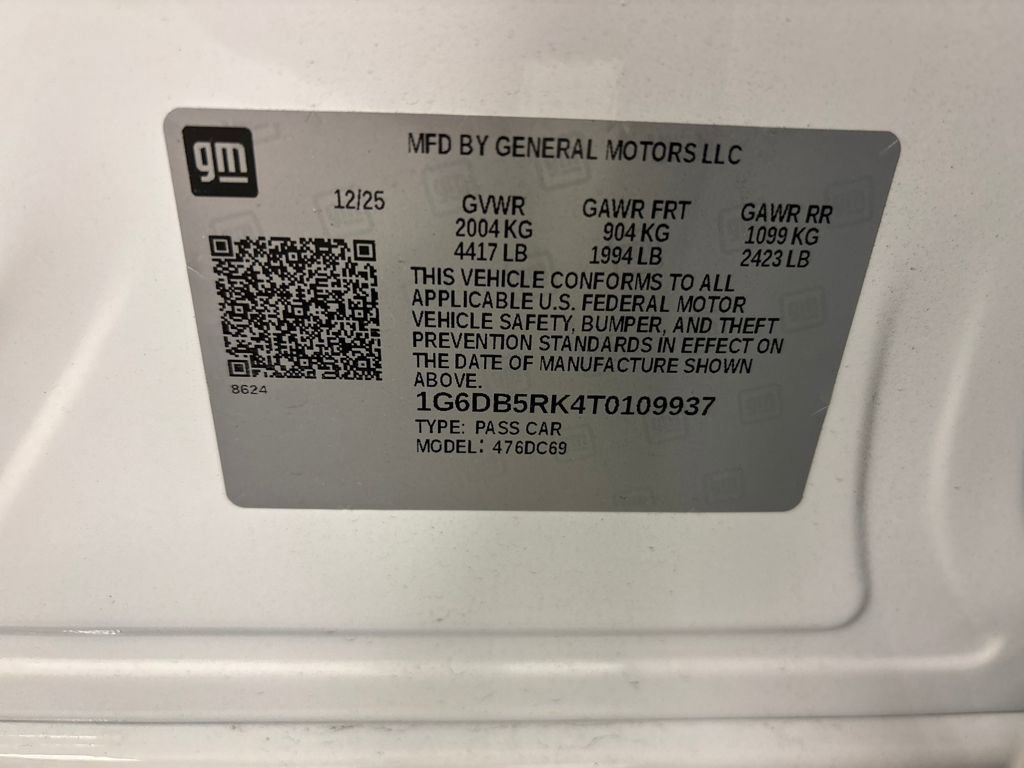 gm
MFD BY GENERAL MOTORS LLC
12/25 GVWR GAWR FRT GAWR RR
2004 KG 904 KG 1099 KG
4417 LB 1994 LB 2423 LB
THIS VEHICLE CONFORMS TO ALL
APPLICABLE U.S. FEDERAL MOTOR
VEHICLE SAFETY, BUMPER, AND THEFT
PREVENTION STANDARDS IN EFFECT ON
THE DATE OF MANUFACTURE SHOWN
ABOVE.
8624
1G6DB5RK4T0109937
TYPE: PASS CAR
MODEL: 476DC69